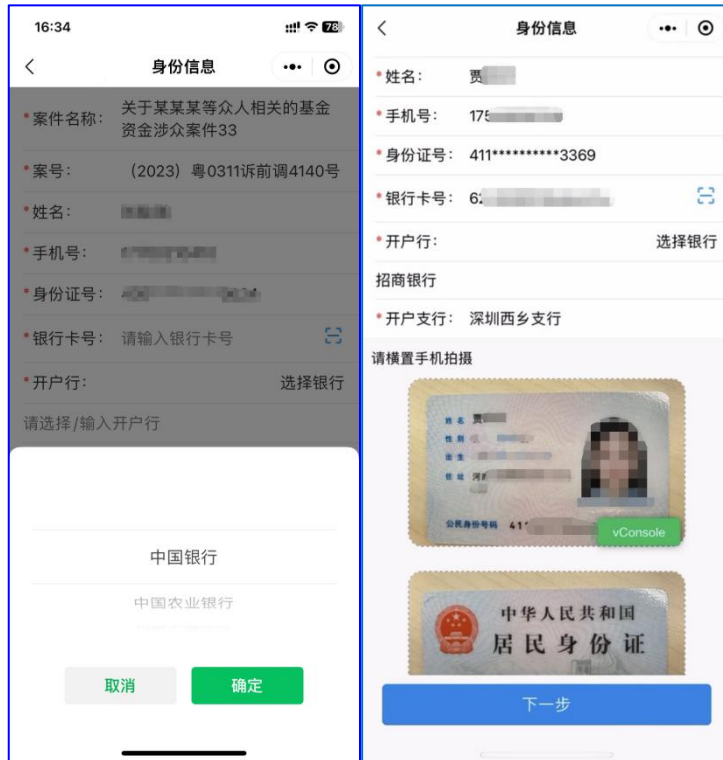 16:34
78
身份信息
*案件名称： 关于某某某等众人相关的基金
资金涉众案件33
*案号： （2023）粤0311诉前调4140号
*姓名：
*手机号：
*身份证号：
*银行卡号： 请输入银行卡号
*开户行： 选择银行
请选择/输入开户行
中国银行
中国农业银行
取消 确定
身份信息
*姓名： 贾
*手机号： 175
*身份证号： 411**********3369
*银行卡号： 62
*开户行： 选择银行
招商银行
*开户支行： 深圳西乡支行
请横置手机拍摄
姓名 贾
性别
出生
住址 河南
公民身份号码 411
vConsole
中华人民共和国
居民身份证
下一步